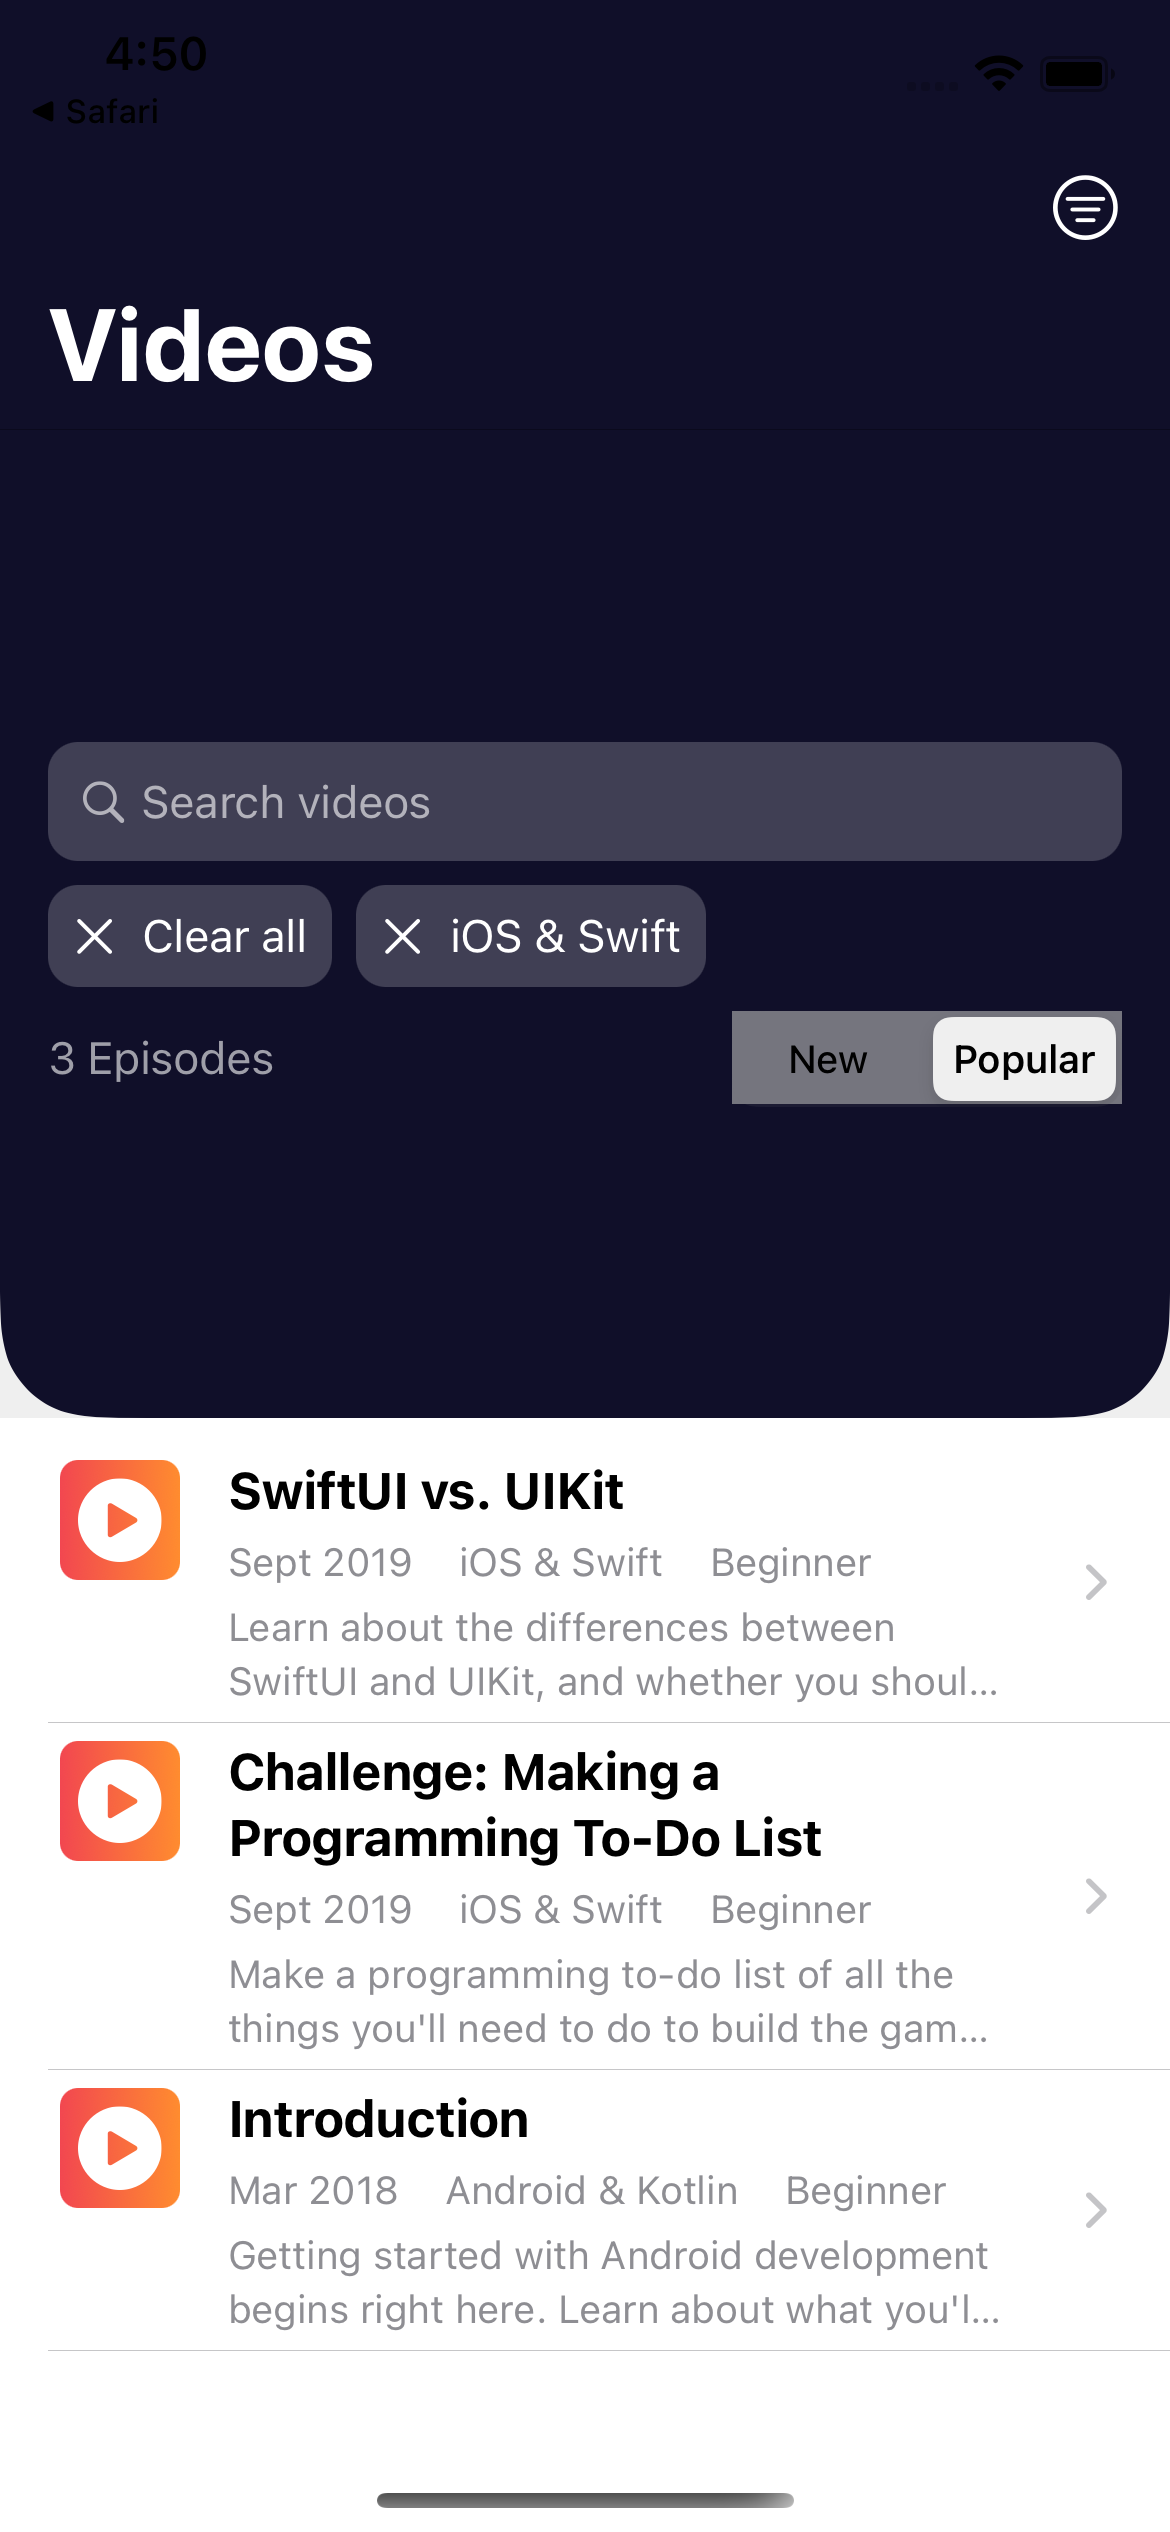 4:50
◀ Safari
Videos
Search videos
Clear all
iOS & Swift
3 Episodes
New
Popular
SwiftUI vs. UIKit
Sept 2019 iOS & Swift Beginner
Learn about the differences between
SwiftUI and UIKit, and whether you shoul...
Challenge: Making a
Programming To-Do List
Sept 2019 iOS & Swift Beginner
Make a programming to-do list of all the
things you'll need to do to build the gam...
Introduction
Mar 2018 Android & Kotlin Beginner
Getting started with Android development
begins right here. Learn about what you'l...